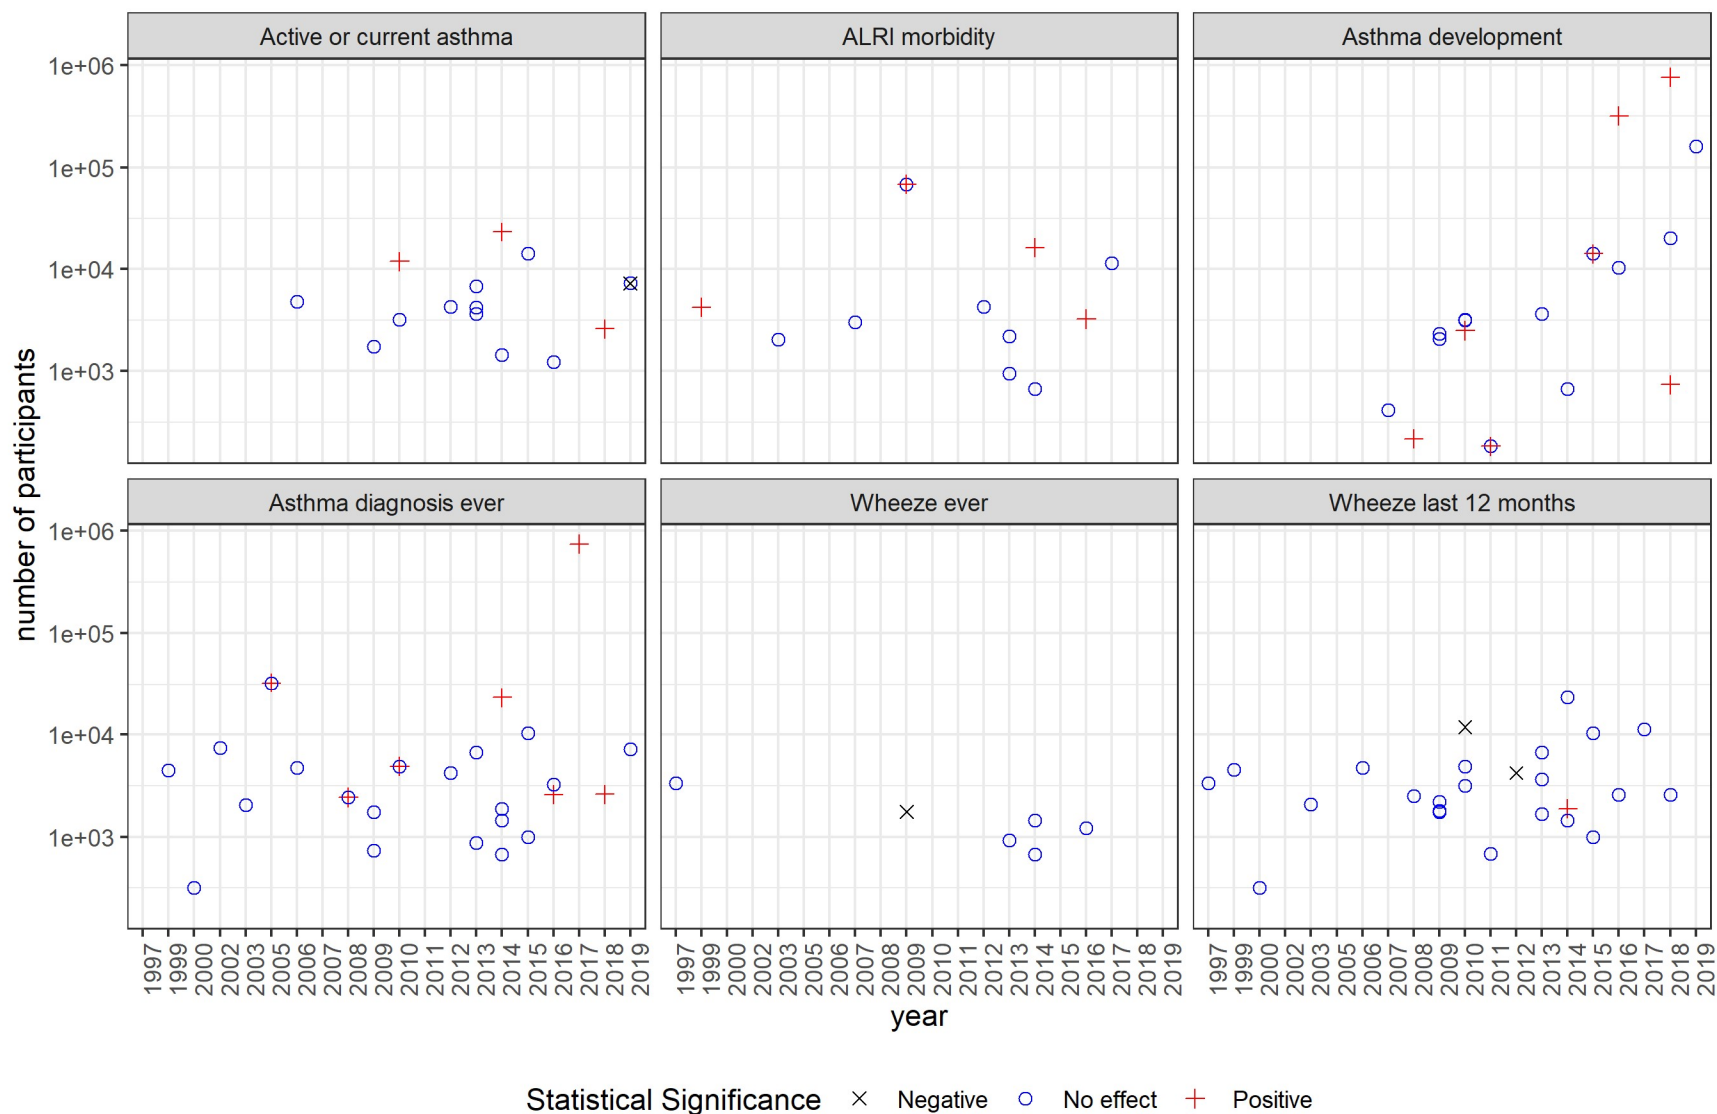 Active or current asthma
ALRI morbidity
Asthma development
1e+06
1e+05
1e+04
1e+03
Asthma diagnosis ever
Wheeze ever
Wheeze last 12 months
1e+06
1e+05
1e+04
1e+03
number of participants
1997 1999 2000 2002 2003 2005 2006 2007 2008 2009 2010 2011 2012 2013 2014 2015 2016 2017 2018 2019
1997 1999 2000 2002 2003 2005 2006 2007 2008 2009 2010 2011 2012 2013 2014 2015 2016 2017 2018 2019
1997 1999 2000 2002 2003 2005 2006 2007 2008 2009 2010 2011 2012 2013 2014 2015 2016 2017 2018 2019
year
Statistical Significance Negative No effect Positive